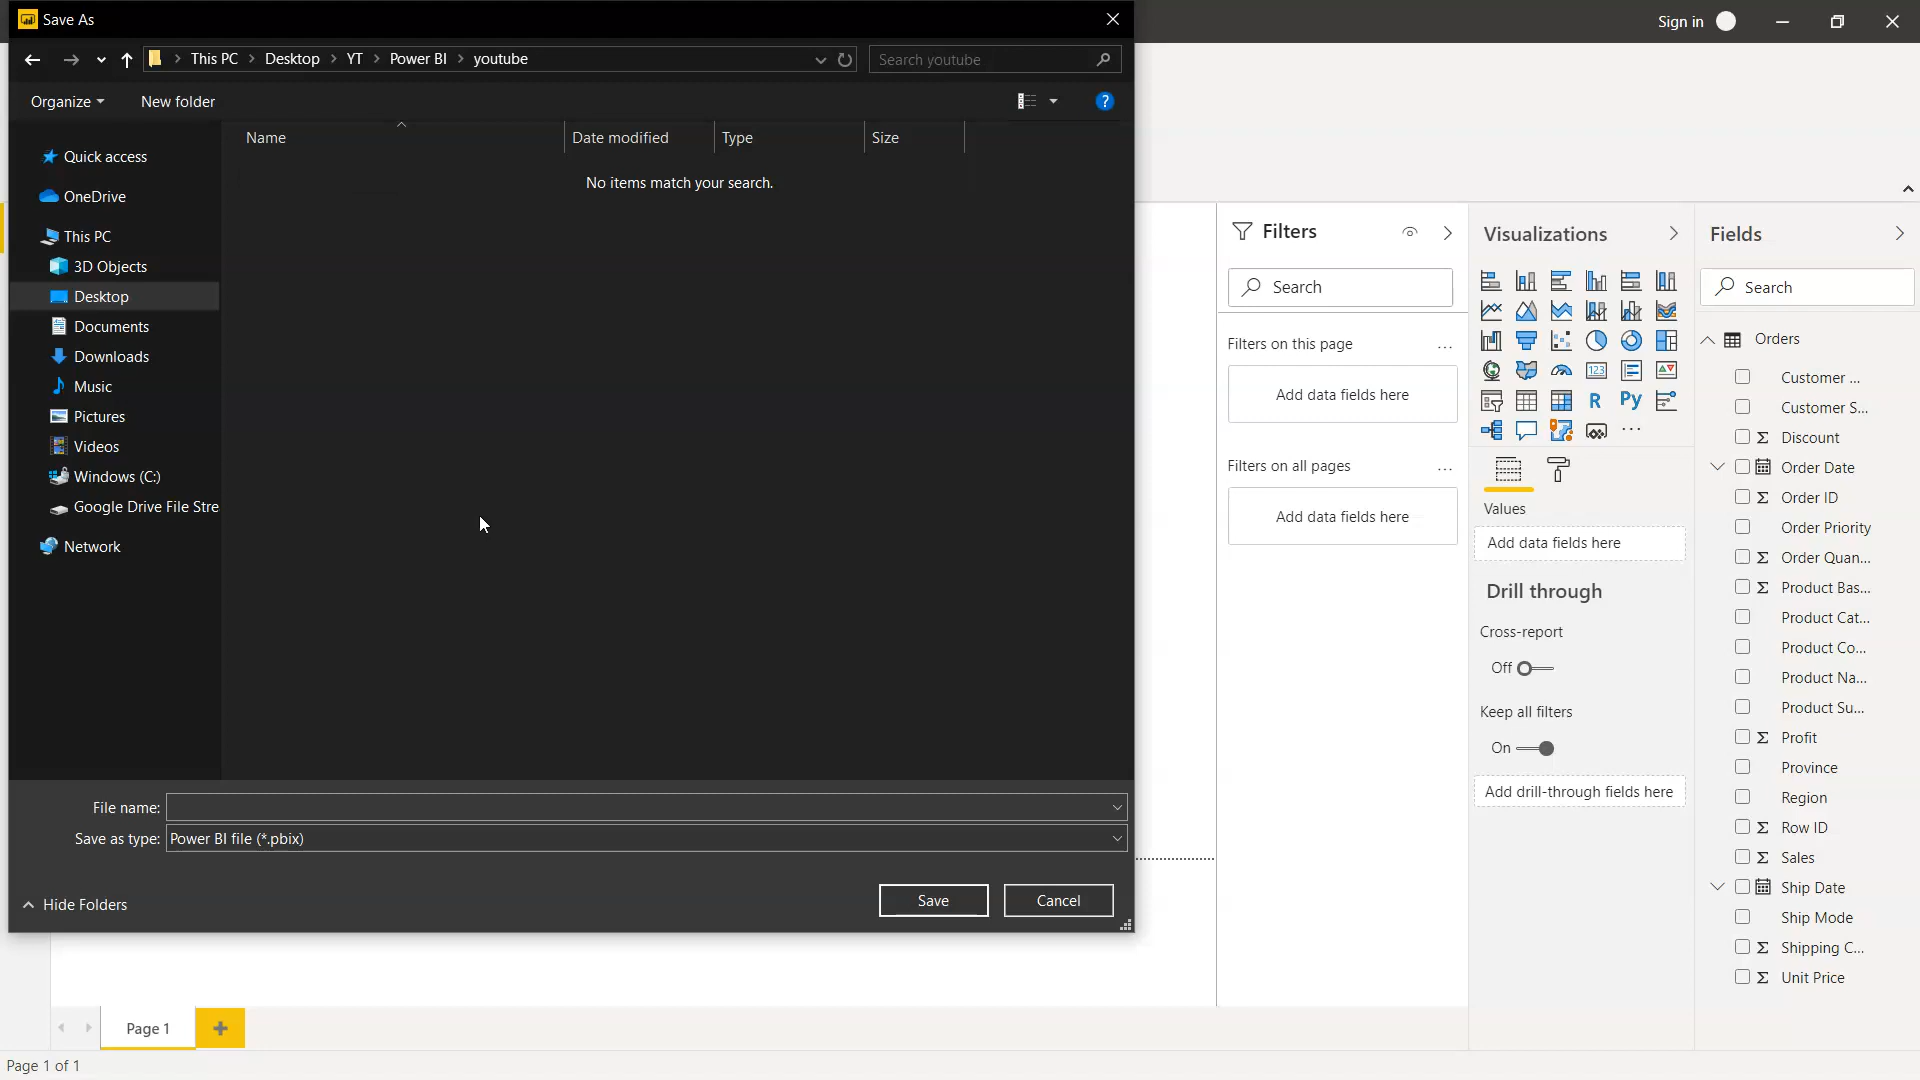 Save As
Sign in
This PC
Desktop
YT
Power BI
youtube
Search youtube
Organize
New folder
?
Name
Date modified
Type
Size
No items match your search.
Quick access
OneDrive
This PC
3D Objects
Desktop
Documents
Downloads
Music
Pictures
Videos
Windows (C:)
Google Drive File Stre
Network
File name:
Save as type: Power BI file (*.pbix)
Hide Folders
Save
Cancel
Filters
Search
Filters on this page
...
Add data fields here
Filters on all pages
...
Add data fields here
Visualizations
123
R
Py
...
Values
Add data fields here
Drill through
Cross-report
Off
Keep all filters
On
Add drill-through fields here
Fields
Search
Orders
Customer ...
Customer S...
Σ Discount
Order Date
Σ Order ID
Order Priority
Σ Order Quan...
Σ Product Bas...
Product Cat...
Product Co...
Product Na...
Product Su...
Σ Profit
Province
Region
Σ Row ID
Σ Sales
Ship Date
Ship Mode
Σ Shipping C...
Σ Unit Price
Page 1
+
Page 1 of 1